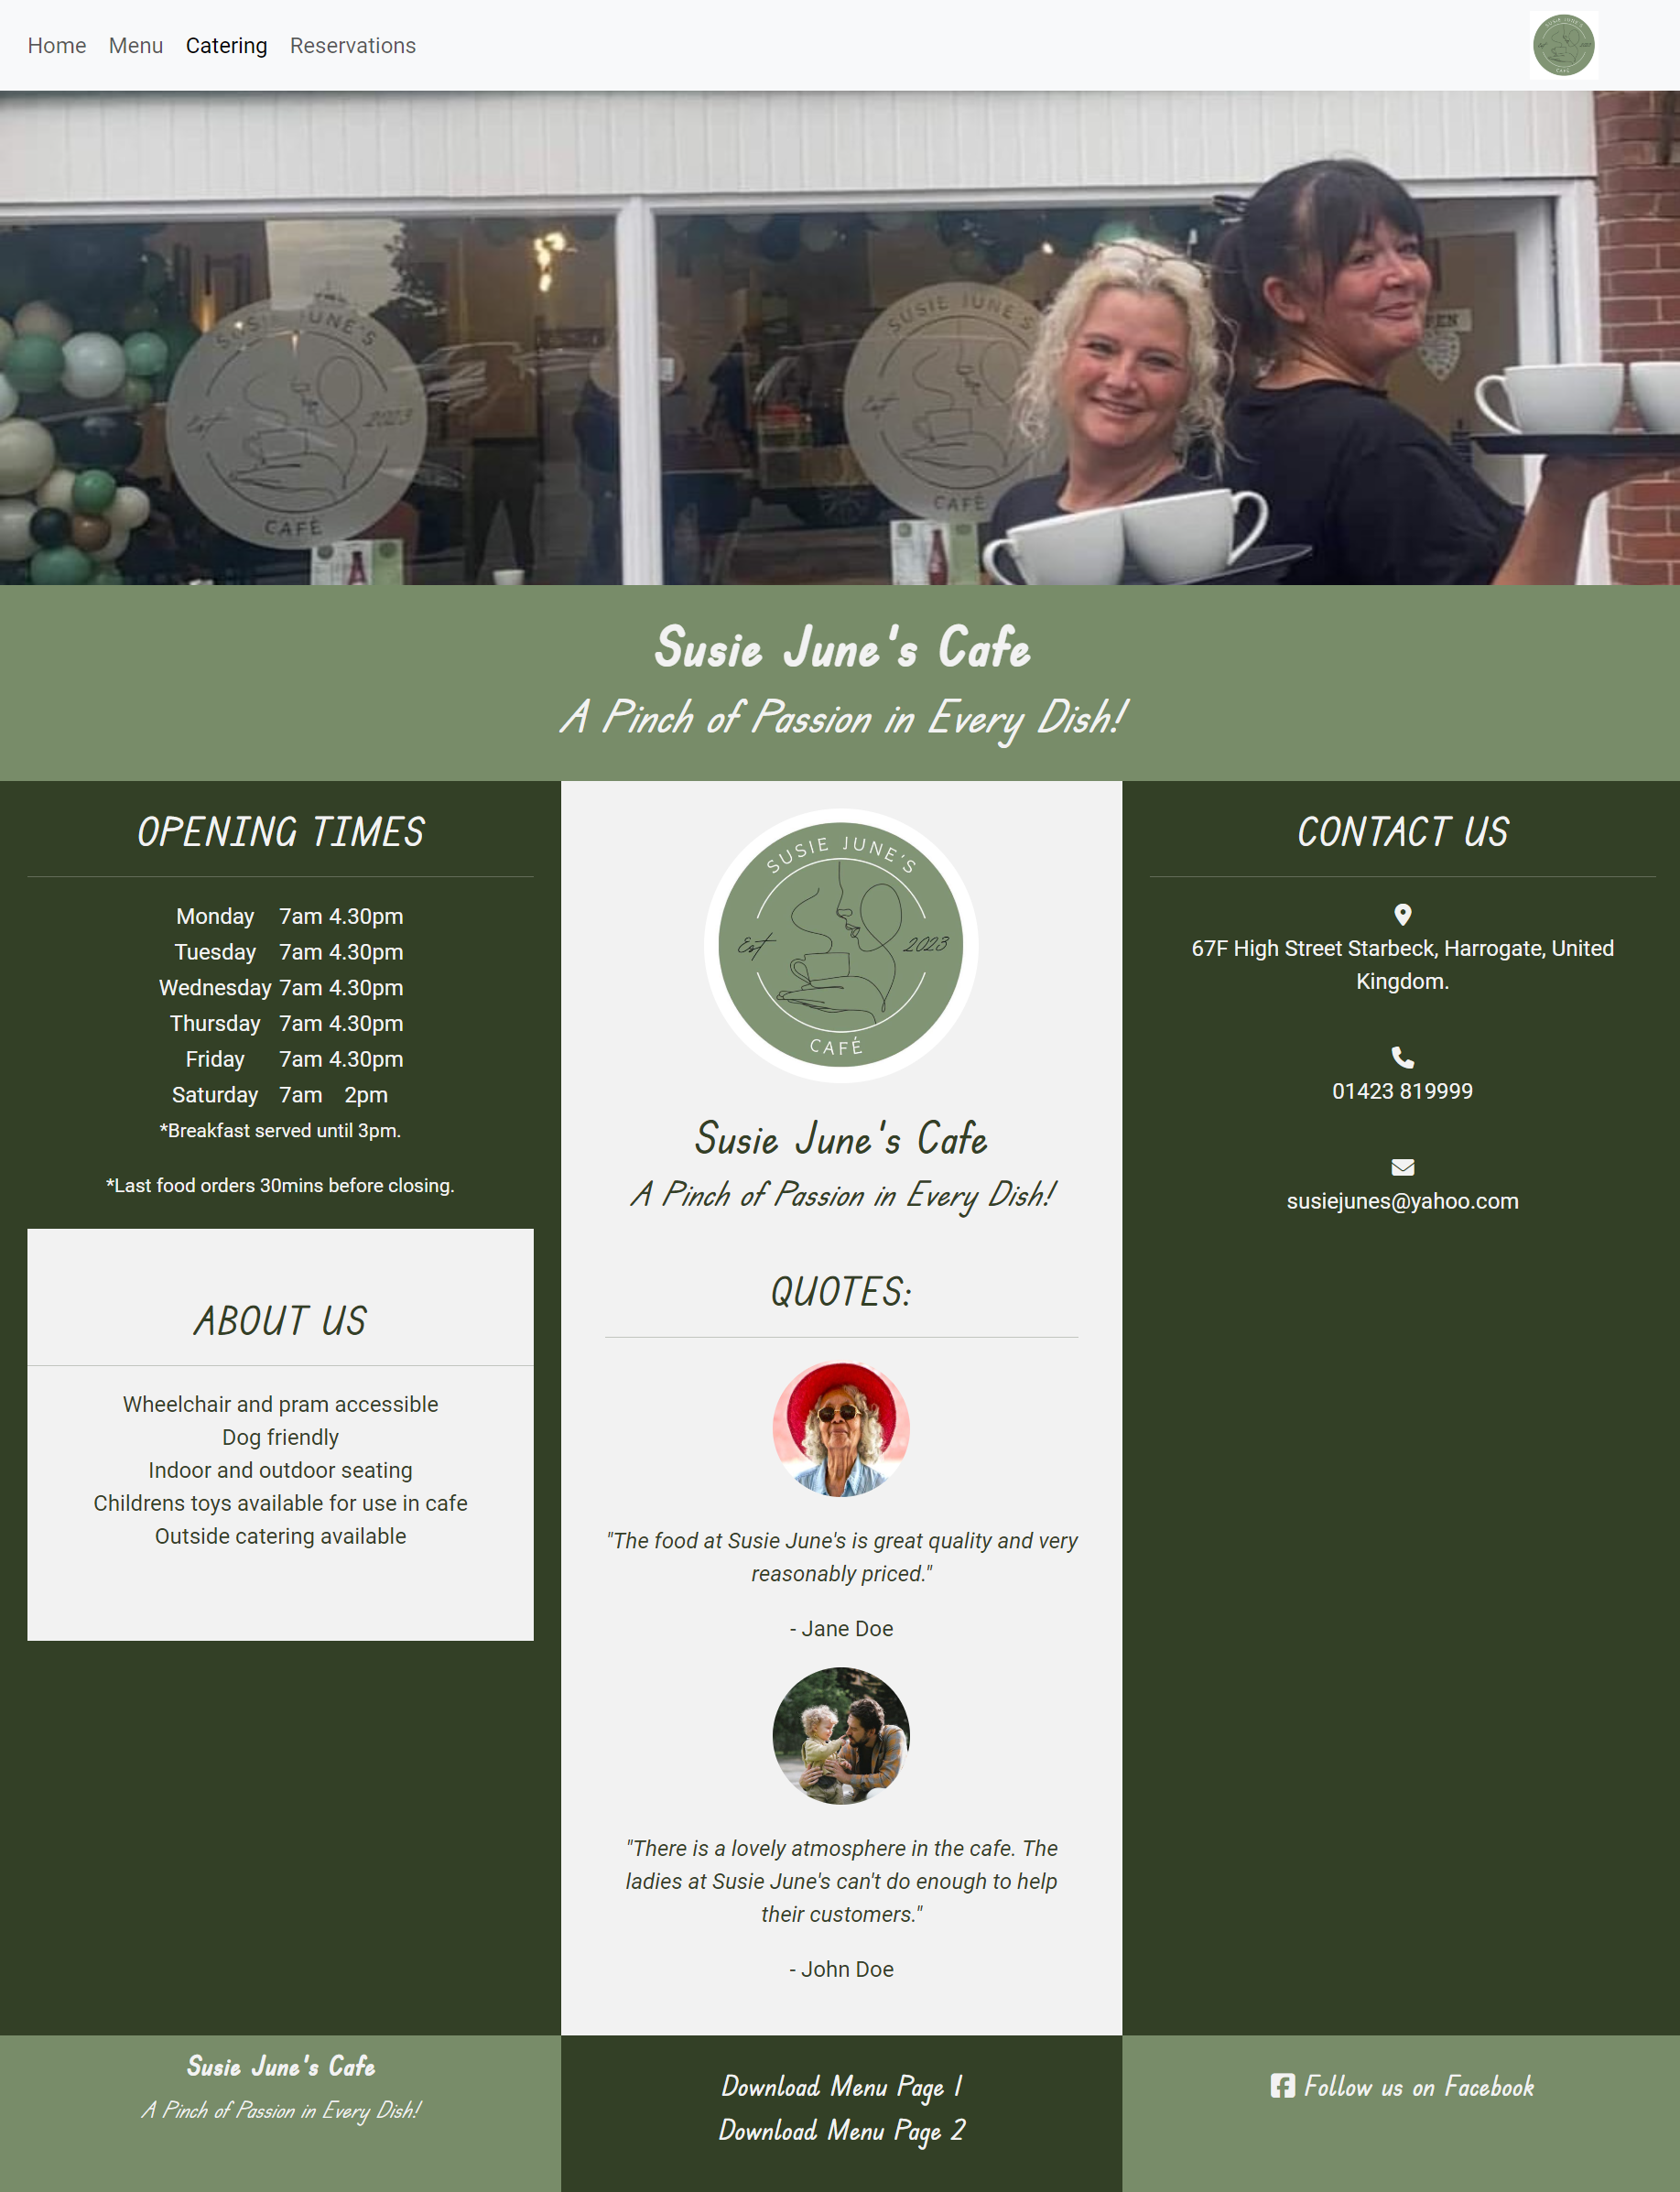 Home Menu Catering Reservations
SUSIE JUNE'S
CAFÉ
SUSIE JUNE'S
Est 2023
CAFÉ
SUSIE JUNE'S
Est
CAFÉ
Susie June's Cafe
A Pinch of Passion in Every Dish!
OPENING TIMES
Monday 7am 4.30pm
Tuesday 7am 4.30pm
Wednesday 7am 4.30pm
Thursday 7am 4.30pm
Friday 7am 4.30pm
Saturday 7am 2pm
*Breakfast served until 3pm.
*Last food orders 30mins before closing.
ABOUT US
Wheelchair and pram accessible
Dog friendly
Indoor and outdoor seating
Childrens toys available for use in cafe
Outside catering available
SUSIE JUNE'S
Est 2023
CAFÉ
Susie June's Cafe
A Pinch of Passion in Every Dish!
QUOTES:
"The food at Susie June's is great quality and very
reasonably priced."
- Jane Doe
"There is a lovely atmosphere in the cafe. The
ladies at Susie June's can't do enough to help
their customers."
- John Doe
CONTACT US
67F High Street Starbeck, Harrogate, United
Kingdom.
01423 819999
susiejunes@yahoo.com
Susie June's Cafe
A Pinch of Passion in Every Dish!
Download Menu Page 1
Download Menu Page 2
Follow us on Facebook